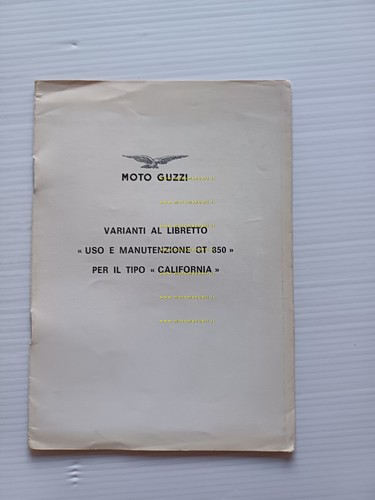 MOTO GUZZI
VARIANTI AL LIBRETTO
« USO E MANUTENZIONE GT 850 »
PER IL TIPO « CALIFORNIA »